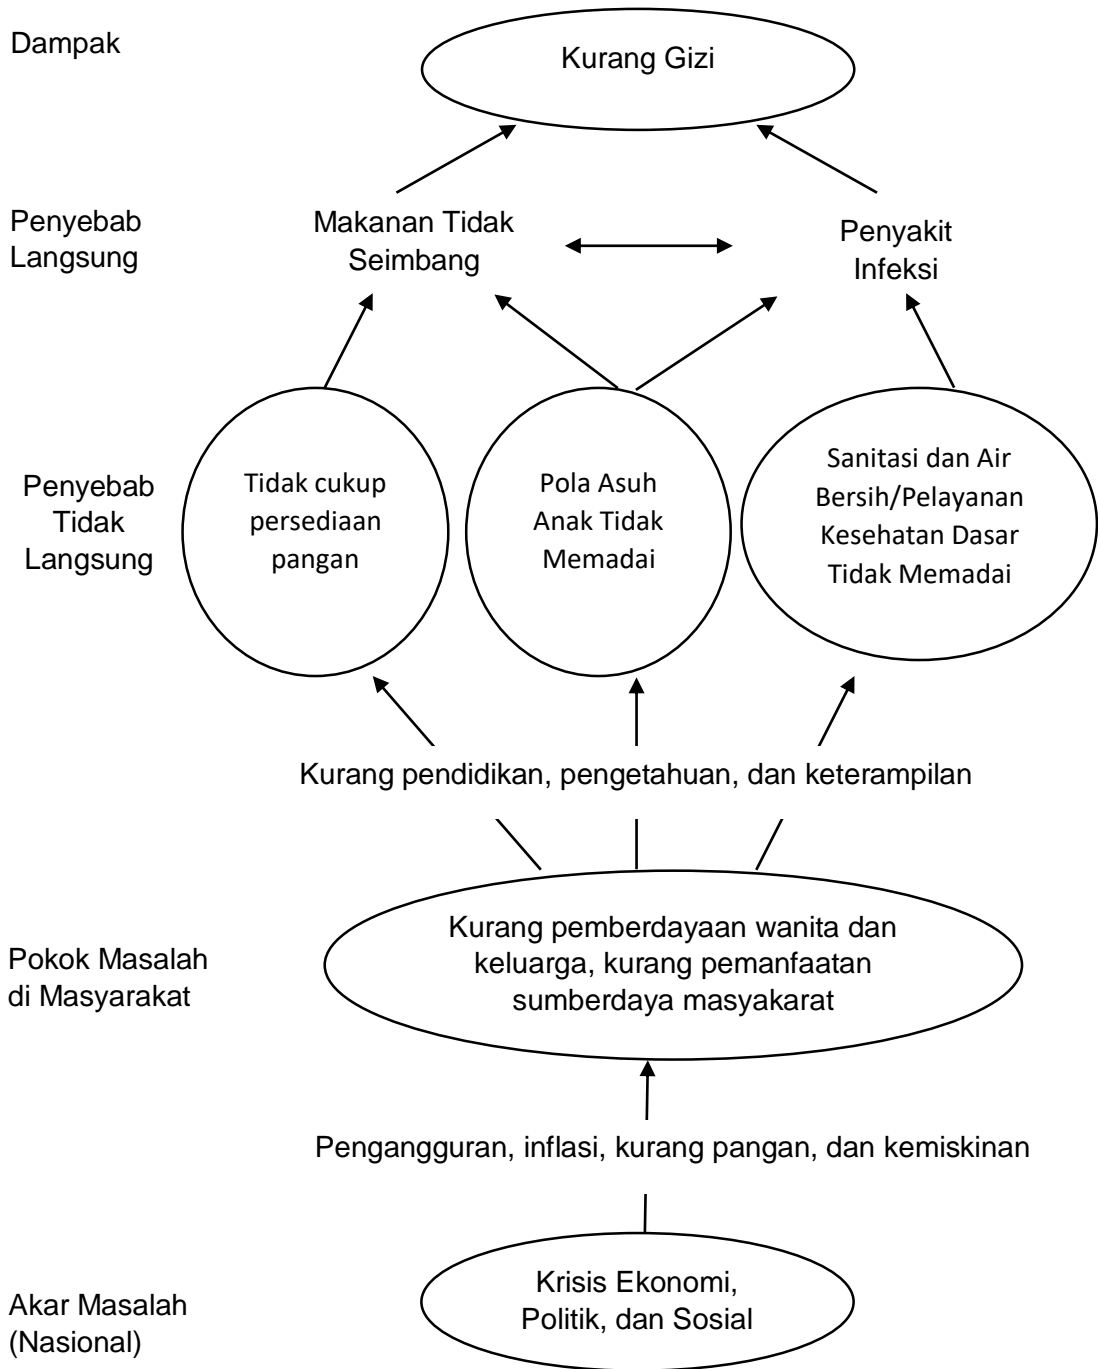 Dampak
Kurang Gizi
Penyebab
Langsung
Makanan Tidak
Seimbang
Penyakit
Infeksi
Penyebab
Tidak
Langsung
Tidak cukup
persediaan
pangan
Pola Asuh
Anak Tidak
Memadai
Sanitasi dan Air
Bersih/Pelayanan
Kesehatan Dasar
Tidak Memadai
Kurang pendidikan, pengetahuan, dan keterampilan
Pokok Masalah
di Masyarakat
Kurang pemberdayaan wanita dan
keluarga, kurang pemanfaatan
sumberdaya masyakarat
Pengangguran, inflasi, kurang pangan, dan kemiskinan
Akar Masalah
(Nasional)
Krisis Ekonomi,
Politik, dan Sosial